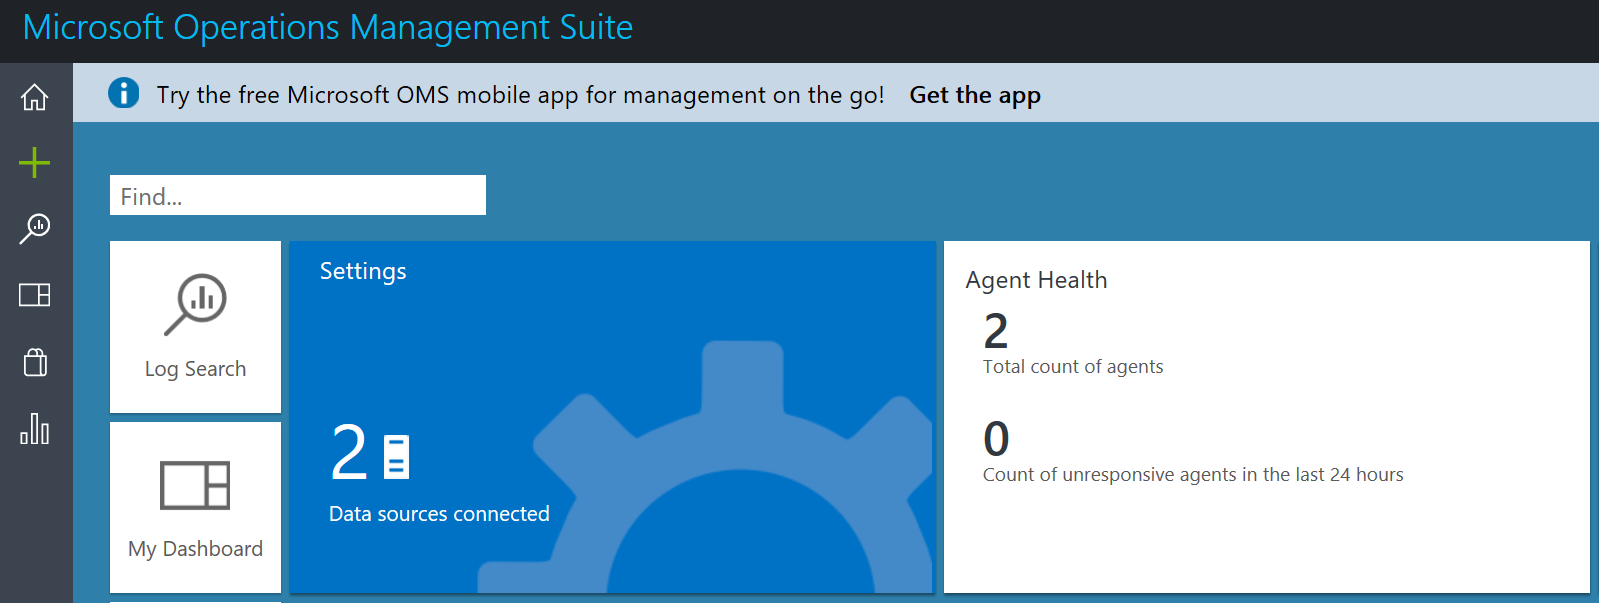 Microsoft Operations Management Suite
Try the free Microsoft OMS mobile app for management on the go! Get the app
Find...
Log Search
My Dashboard
Settings
2
Data sources connected
Agent Health
2
Total count of agents
0
Count of unresponsive agents in the last 24 hours